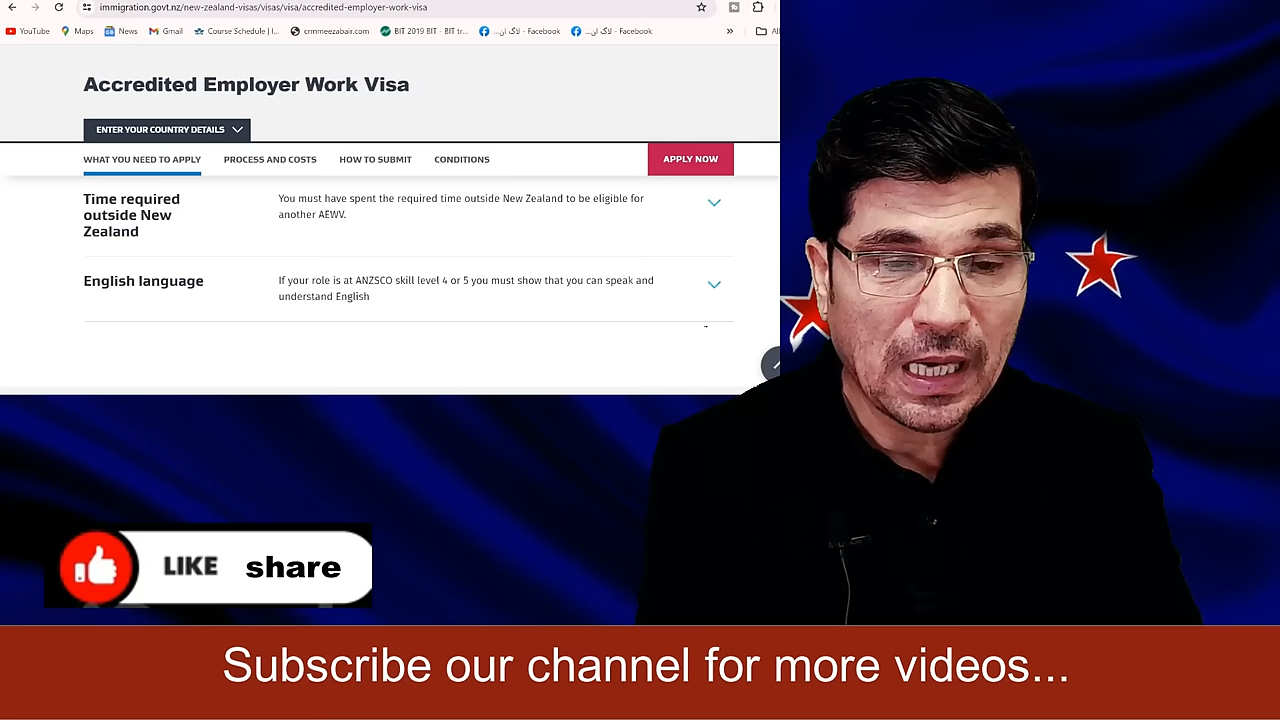 immigration.govt.nz/new-zealand-visas/visas/visa/accredited-employer-work-visa
YouTube Maps News Gmail Course Schedule | I... crmmeezabair.com BIT 2019 BIT - BIT tr... لاگ ان... - Facebook لاگ ان... - Facebook » All
Accredited Employer Work Visa
ENTER YOUR COUNTRY DETAILS
WHAT YOU NEED TO APPLY PROCESS AND COSTS HOW TO SUBMIT CONDITIONS APPLY NOW
Time required
outside New
Zealand
You must have spent the required time outside New Zealand to be eligible for
another AEWV.
English language
If your role is at ANZSCO skill level 4 or 5 you must show that you can speak and
understand English
LIKE share
Subscribe our channel for more videos...